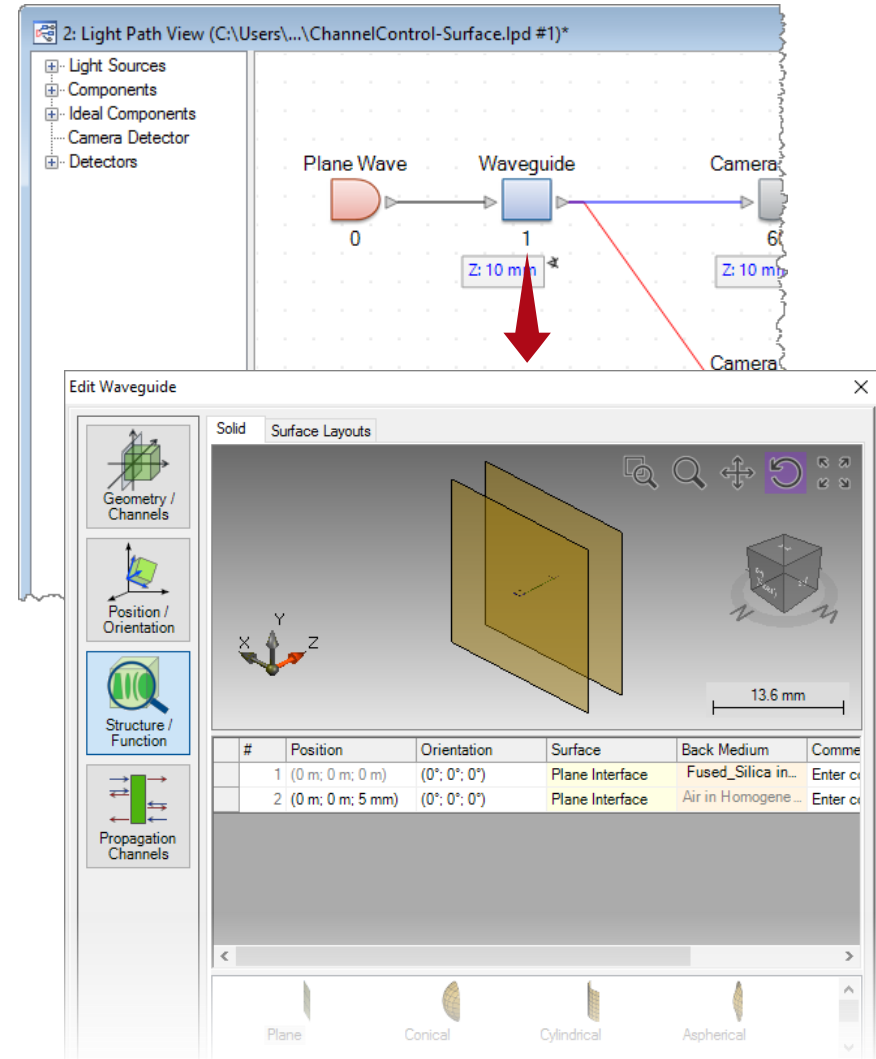 2: Light Path View (C:\Users\...\ChannelControl-Surface.lpd #1)*
Light Sources
Components
Ideal Components
Camera Detector
Detectors
Plane Wave
Waveguide
Camera
0
1
Z: 10 mm
Z: 10 mm
Camera
Edit Waveguide
Solid
Surface Layouts
Geometry /
Channels
Position /
Orientation
Structure /
Function
Propagation
Channels
X
Y
Z
13.6 mm
# Position Orientation Surface Back Medium Comme
1 (0 m; 0 m; 0 m) (0°; 0°; 0°) Plane Interface Fused_Silica in... Enter co
2 (0 m; 0 m; 5 mm) (0°; 0°; 0°) Plane Interface Air in Homogene... Enter co
Plane Conical Cylindrical Aspherical